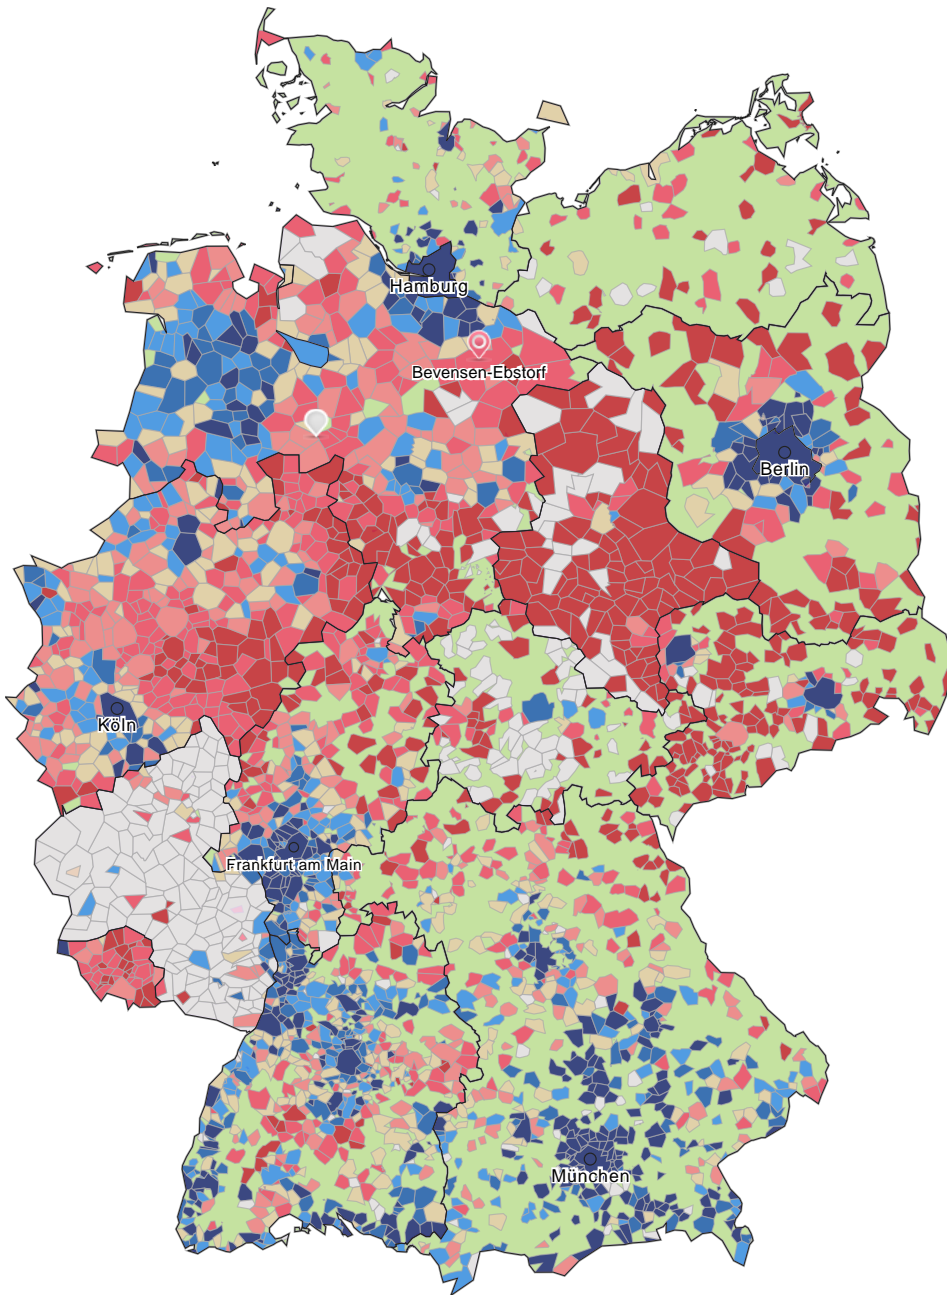 Hamburg
Bevensen-Ebstorf
Berlin
Köln
Frankfurt am Main
München